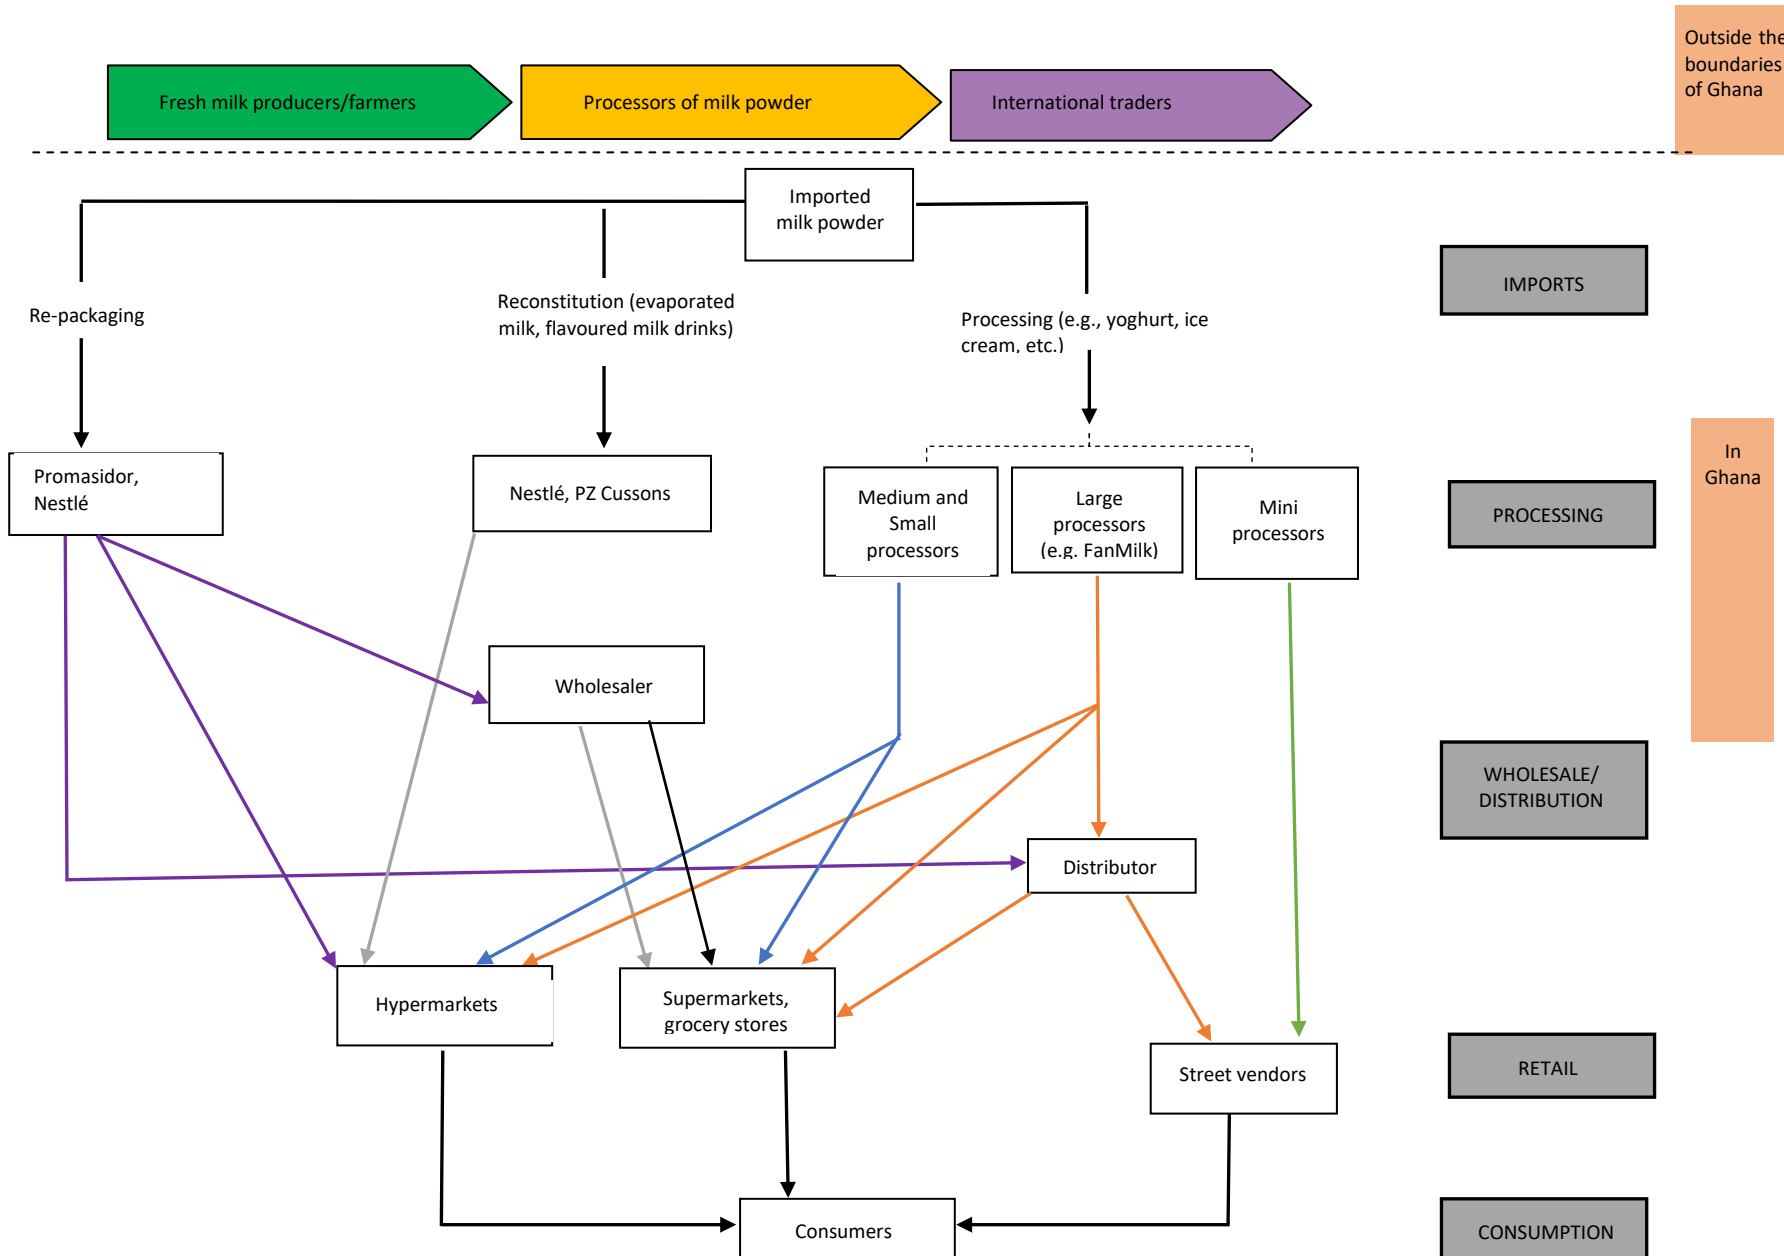 Outside the
boundaries
of Ghana
Fresh milk producers/farmers
Processors of milk powder
International traders
Imported
milk powder
IMPORTS
Re-packaging
Reconstitution (evaporated
milk, flavoured milk drinks)
Processing (e.g., yoghurt, ice
cream, etc.)
In
Ghana
Promasidor,
Nestlé
Nestlé, PZ Cussons
Medium and
Small
processors
Large
processors
(e.g. FanMilk)
Mini
processors
PROCESSING
Wholesaler
WHOLESALE/
DISTRIBUTION
Distributor
Hypermarkets
Supermarkets,
grocery stores
Street vendors
RETAIL
Consumers
CONSUMPTION